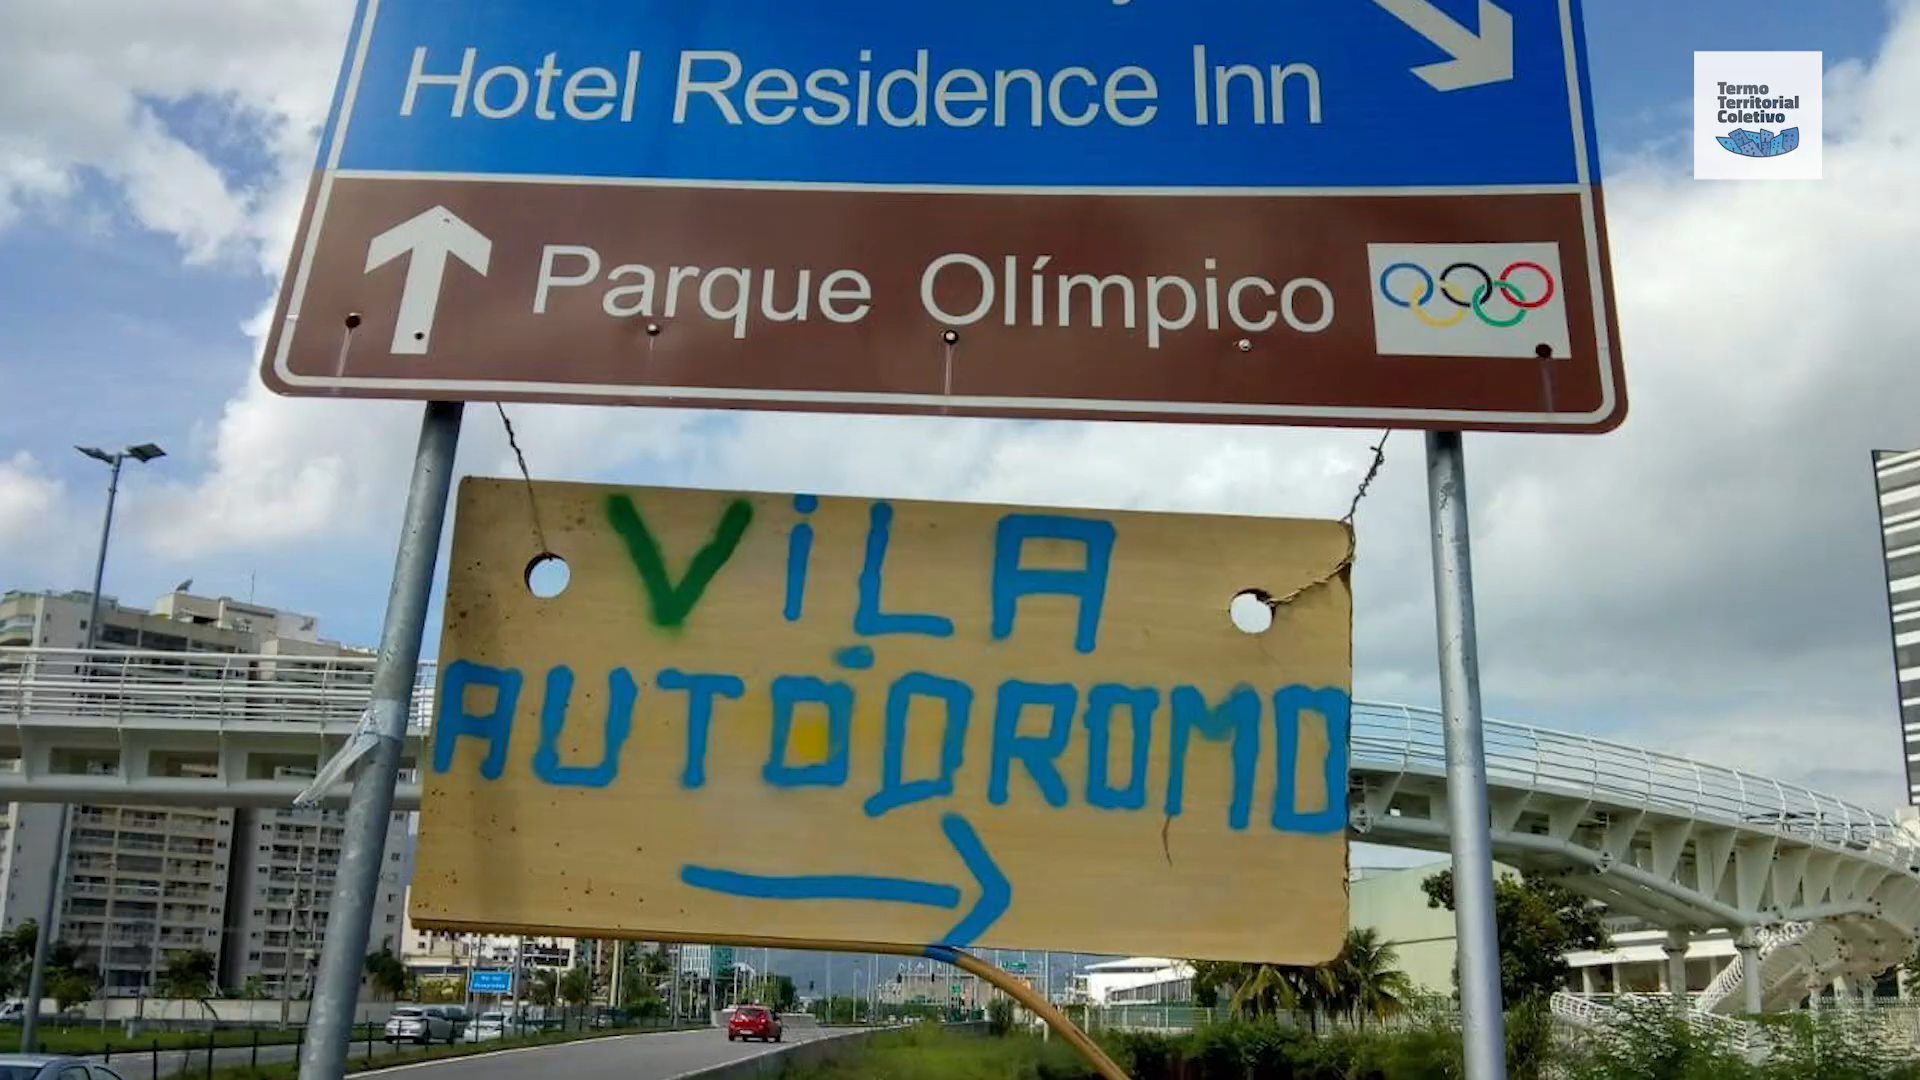 Hotel Residence Inn
Parque Olímpico
ViLA
AUTÓDROMO
Termo
Territorial
Coletivo